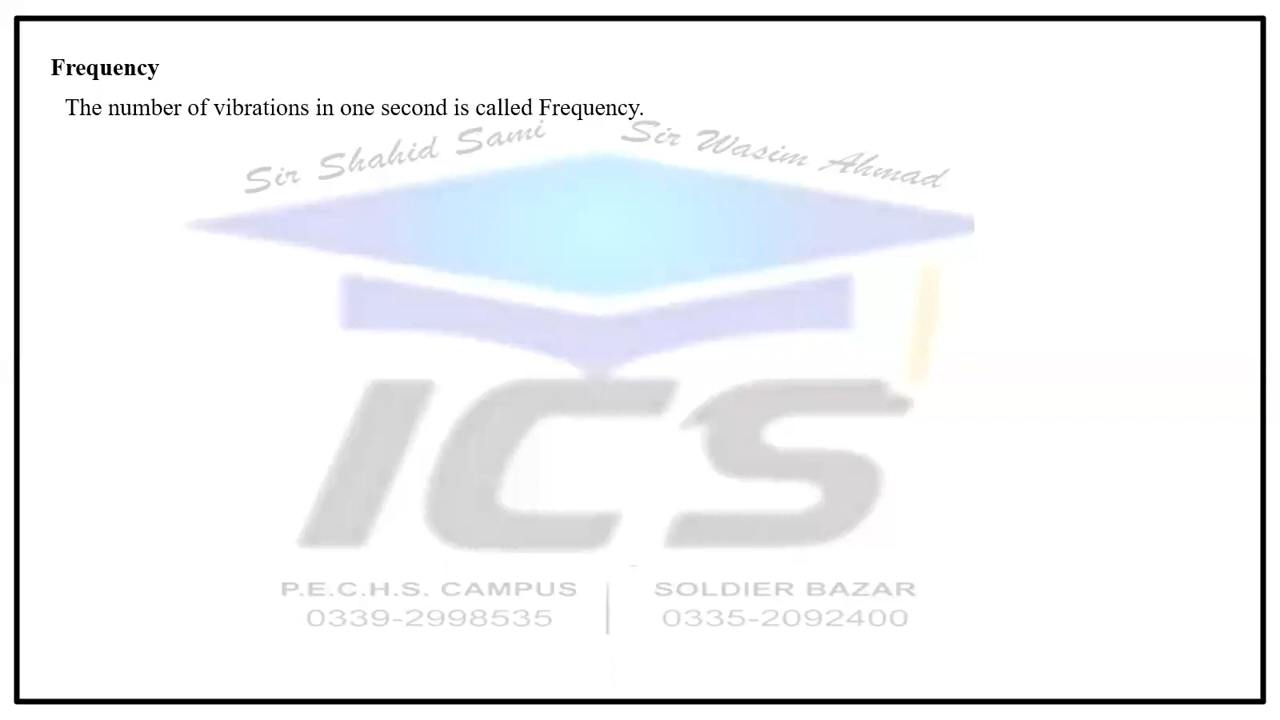 Frequency
The number of vibrations in one second is called Frequency.
Sir Shahid Sami Sir Wasim Ahmad
ICS
P.E.C.H.S. CAMPUS SOLDIER BAZAR
0339-2998535 0335-2092400